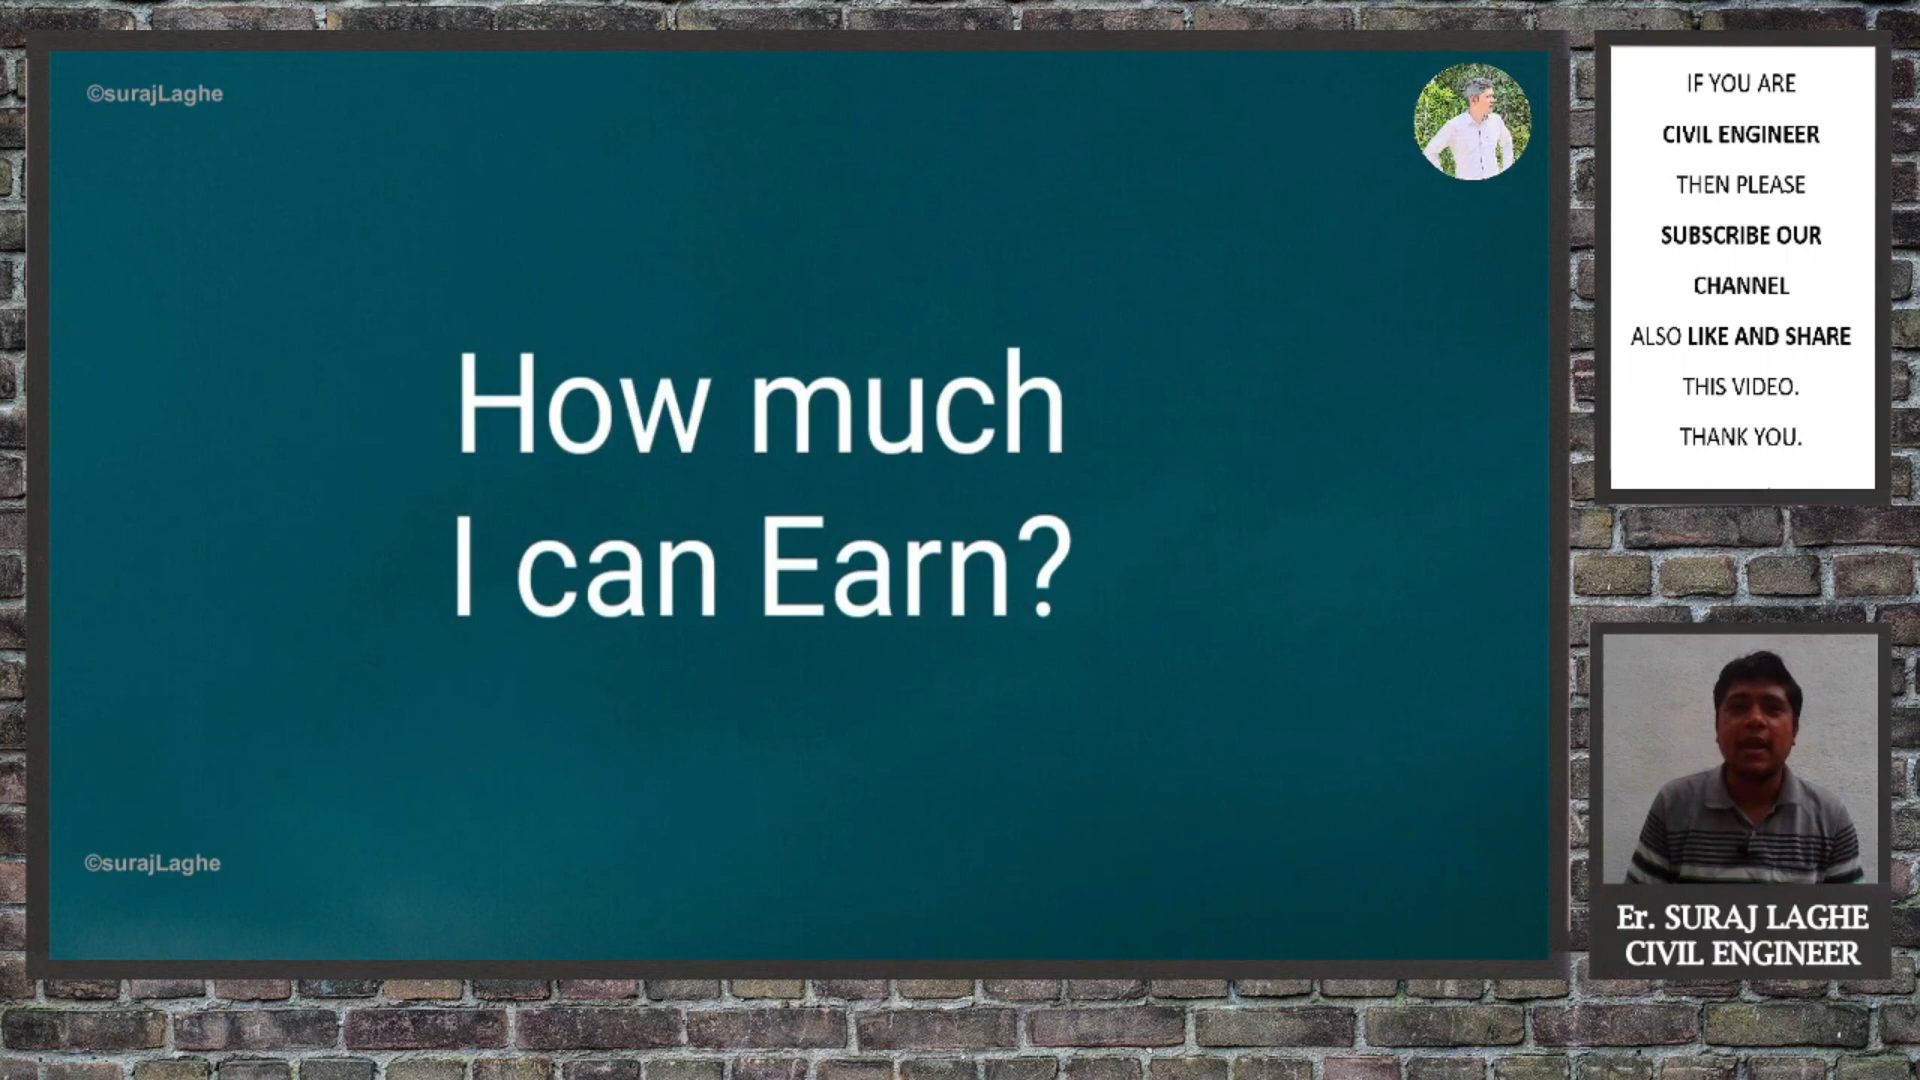 ©surajLaghe
How much
I can Earn?
©surajLaghe
IF YOU ARE
CIVIL ENGINEER
THEN PLEASE
SUBSCRIBE OUR
CHANNEL
ALSO LIKE AND SHARE
THIS VIDEO.
THANK YOU.
Er. SURAJ LAGHE
CIVIL ENGINEER